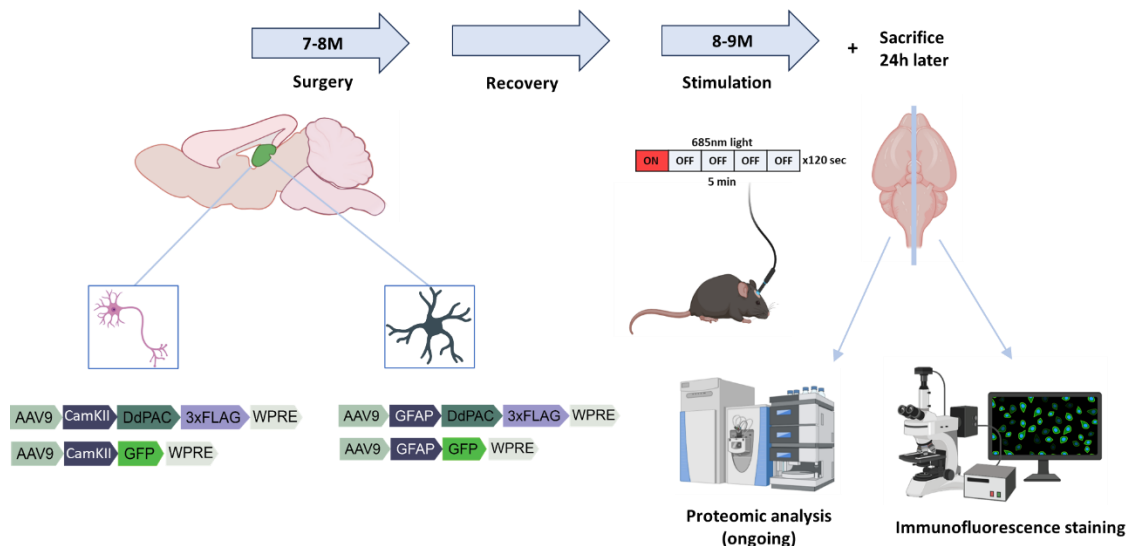 7-8M
8-9M
+
Sacrifice
24h later
Surgery
Recovery
Stimulation
685nm light
ON OFF OFF OFF OFF x120 sec
5 min
AAV9 CamKII DdPAC 3xFLAG WPRE
AAV9 CamKII GFP WPRE
AAV9 GFAP DdPAC 3xFLAG WPRE
AAV9 GFAP GFP WPRE
Proteomic analysis
(ongoing)
Immunofluorescence staining